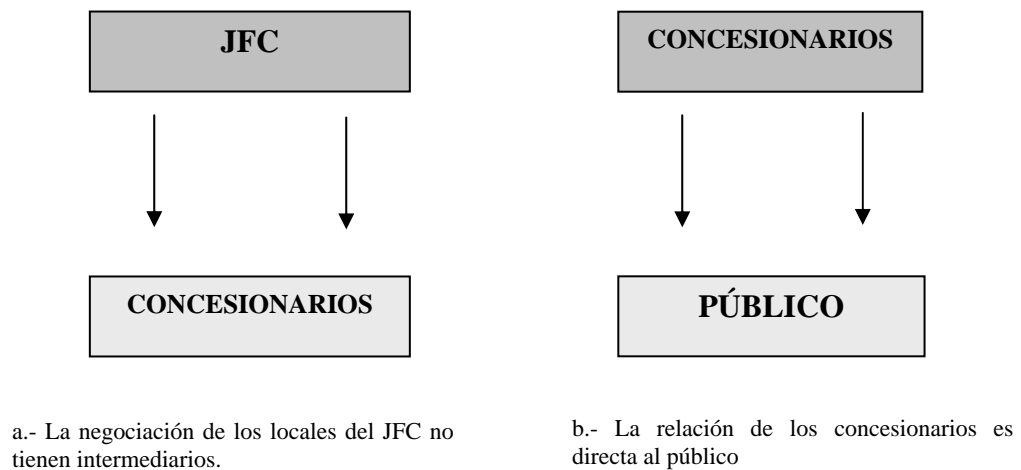 JFC
CONCESIONARIOS
CONCESIONARIOS
PÚBLICO
a.- La negociación de los locales del JFC no
tienen intermediarios.
b.- La relación de los concesionarios es
directa al público